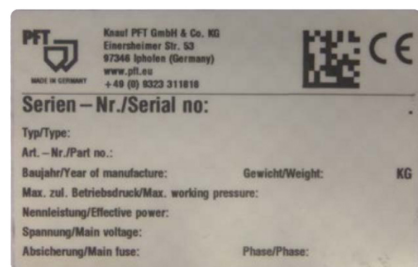 PFT
MADE IN GERMANY
Knauf PFT GmbH & Co. KG
Einersheimer Str. 53
97346 Iphofen (Germany)
www.pft.eu
+49 (0) 9323 311818
CE
Serien – Nr./Serial no:
Typ/Type:
Art. – Nr./Part no.:
Baujahr/Year of manufacture: Gewicht/Weight: KG
Max. zul. Betriebsdruck/Max. working pressure:
Nennleistung/Effective power:
Spannung/Main voltage:
Absicherung/Main fuse: Phase/Phase: